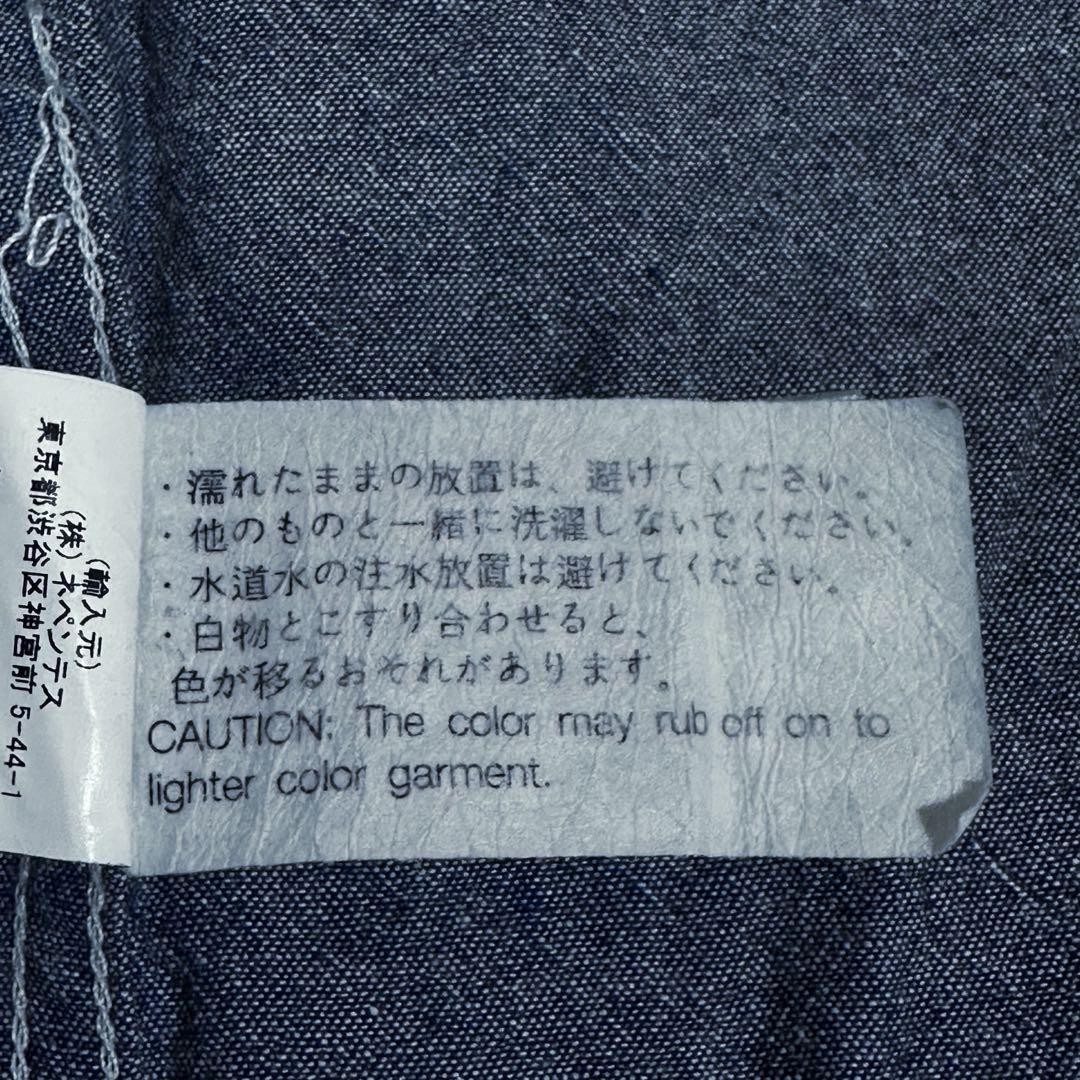 ・濡れたままの放置は、避けてください。
・他のものと一緒に洗濯しないでください。
・水道水の注水放置は避けてください。
・白物とこすり合わせると、
色が移るおそれがあります。
CAUTION: The color may rub off on to
lighter color garment.
(輸入元)
(株)ネペンテス
東京都渋谷区神宮前 5-44-1